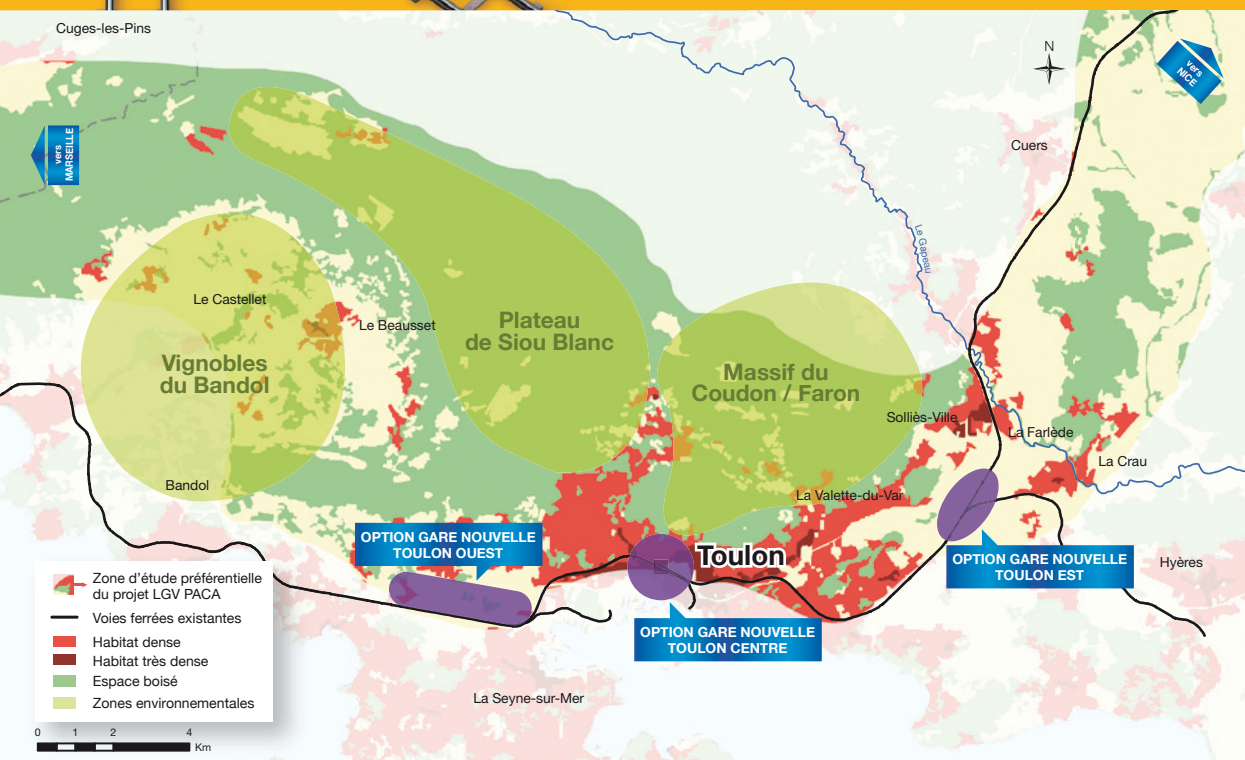 Cuges-les-Pins
N
vers
NICE
vers
MARSEILLE
Cuers
Le Gapeau
Le Castellet
Le Beausset
Plateau
de Siou Blanc
Vignobles
du Bandol
Massif du
Coudon / Faron
Solliès-Ville
La Farlède
La Crau
Bandol
La Valette-du-Var
OPTION GARE NOUVELLE
TOULON OUEST
Toulon
OPTION GARE NOUVELLE
TOULON EST
Hyères
OPTION GARE NOUVELLE
TOULON CENTRE
La Seyne-sur-Mer
Zone d'étude préférentielle
du projet LGV PACA
Voies ferrées existantes
Habitat dense
Habitat très dense
Espace boisé
Zones environnementales
0 1 2 4
Km